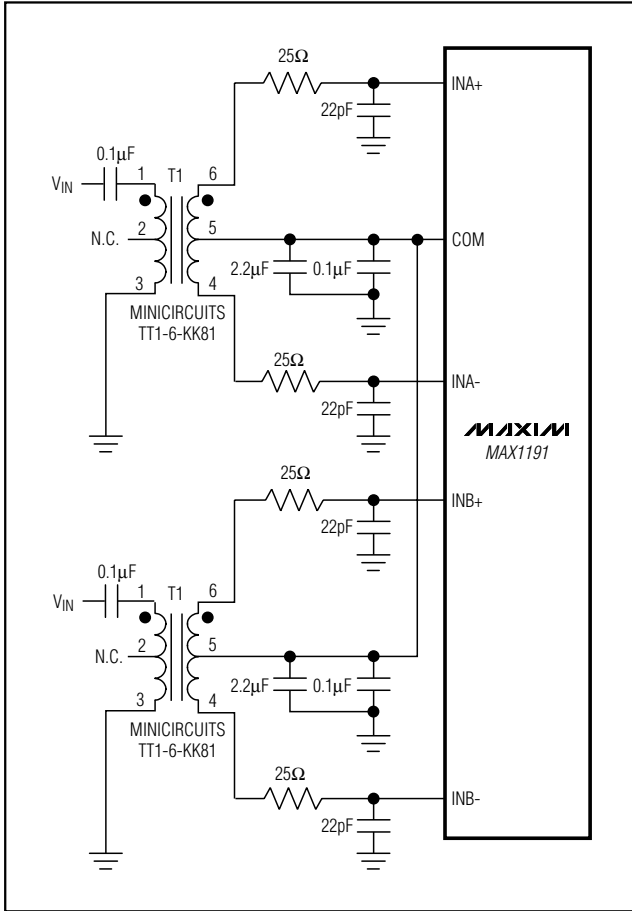 25Ω
INA+
22pF
0.1μF
1 T1 6
VIN
2 5
N.C. COM
2.2μF 0.1μF
3 4
MINICIRCUITS
TT1-6-KK81
25Ω
INA-
22pF
MAXIM
MAX1191
25Ω
INB+
22pF
0.1μF
1 T1 6
VIN
2 5
N.C.
2.2μF 0.1μF
3 4
MINICIRCUITS
TT1-6-KK81
25Ω
INB-
22pF